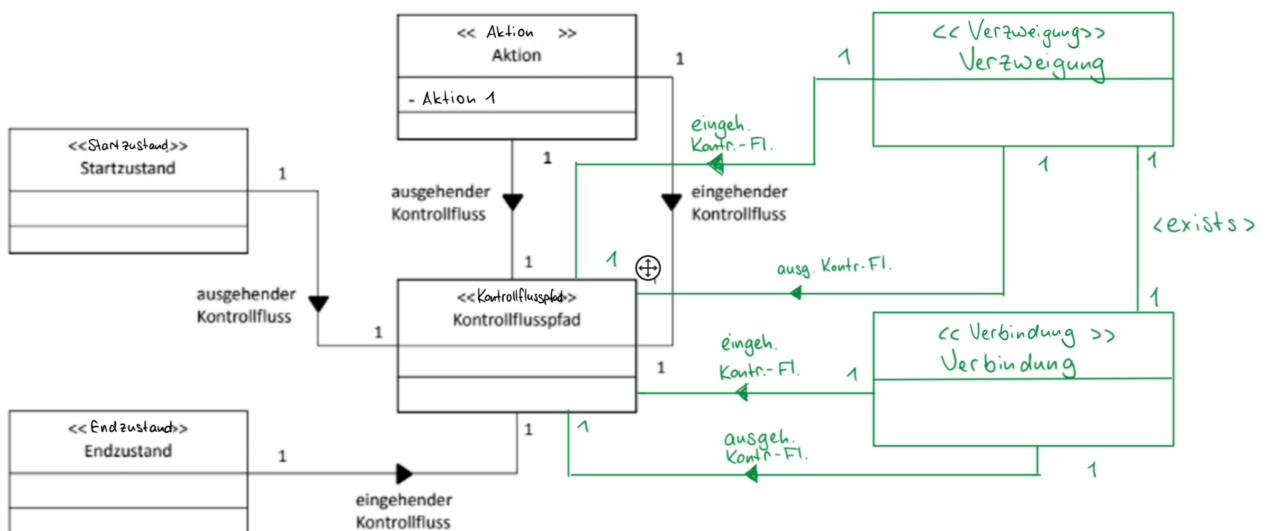 << Aktion >>
Aktion
- Aktion 1
1
1
<< Verzweigung>>
Verzweigung
1
<<Startzustand>>
Startzustand
1
eingeh.
Kontr.-Fl.
1
ausgehender
Kontrollfluss
eingehender
Kontrollfluss
1
1
<exists>
1
1
ausg. Kontr.-Fl.
1
<<Kontrollflusspfad>>
Kontrollflusspfad
ausgehender
Kontrollfluss
1
1
eingeh.
Kontr.-Fl.
1
<< Verbindung >>
Verbindung
<<Endzustand>>
Endzustand
1
eingehender
Kontrollfluss
1
1
ausgeh.
Kontr-Fl.
1